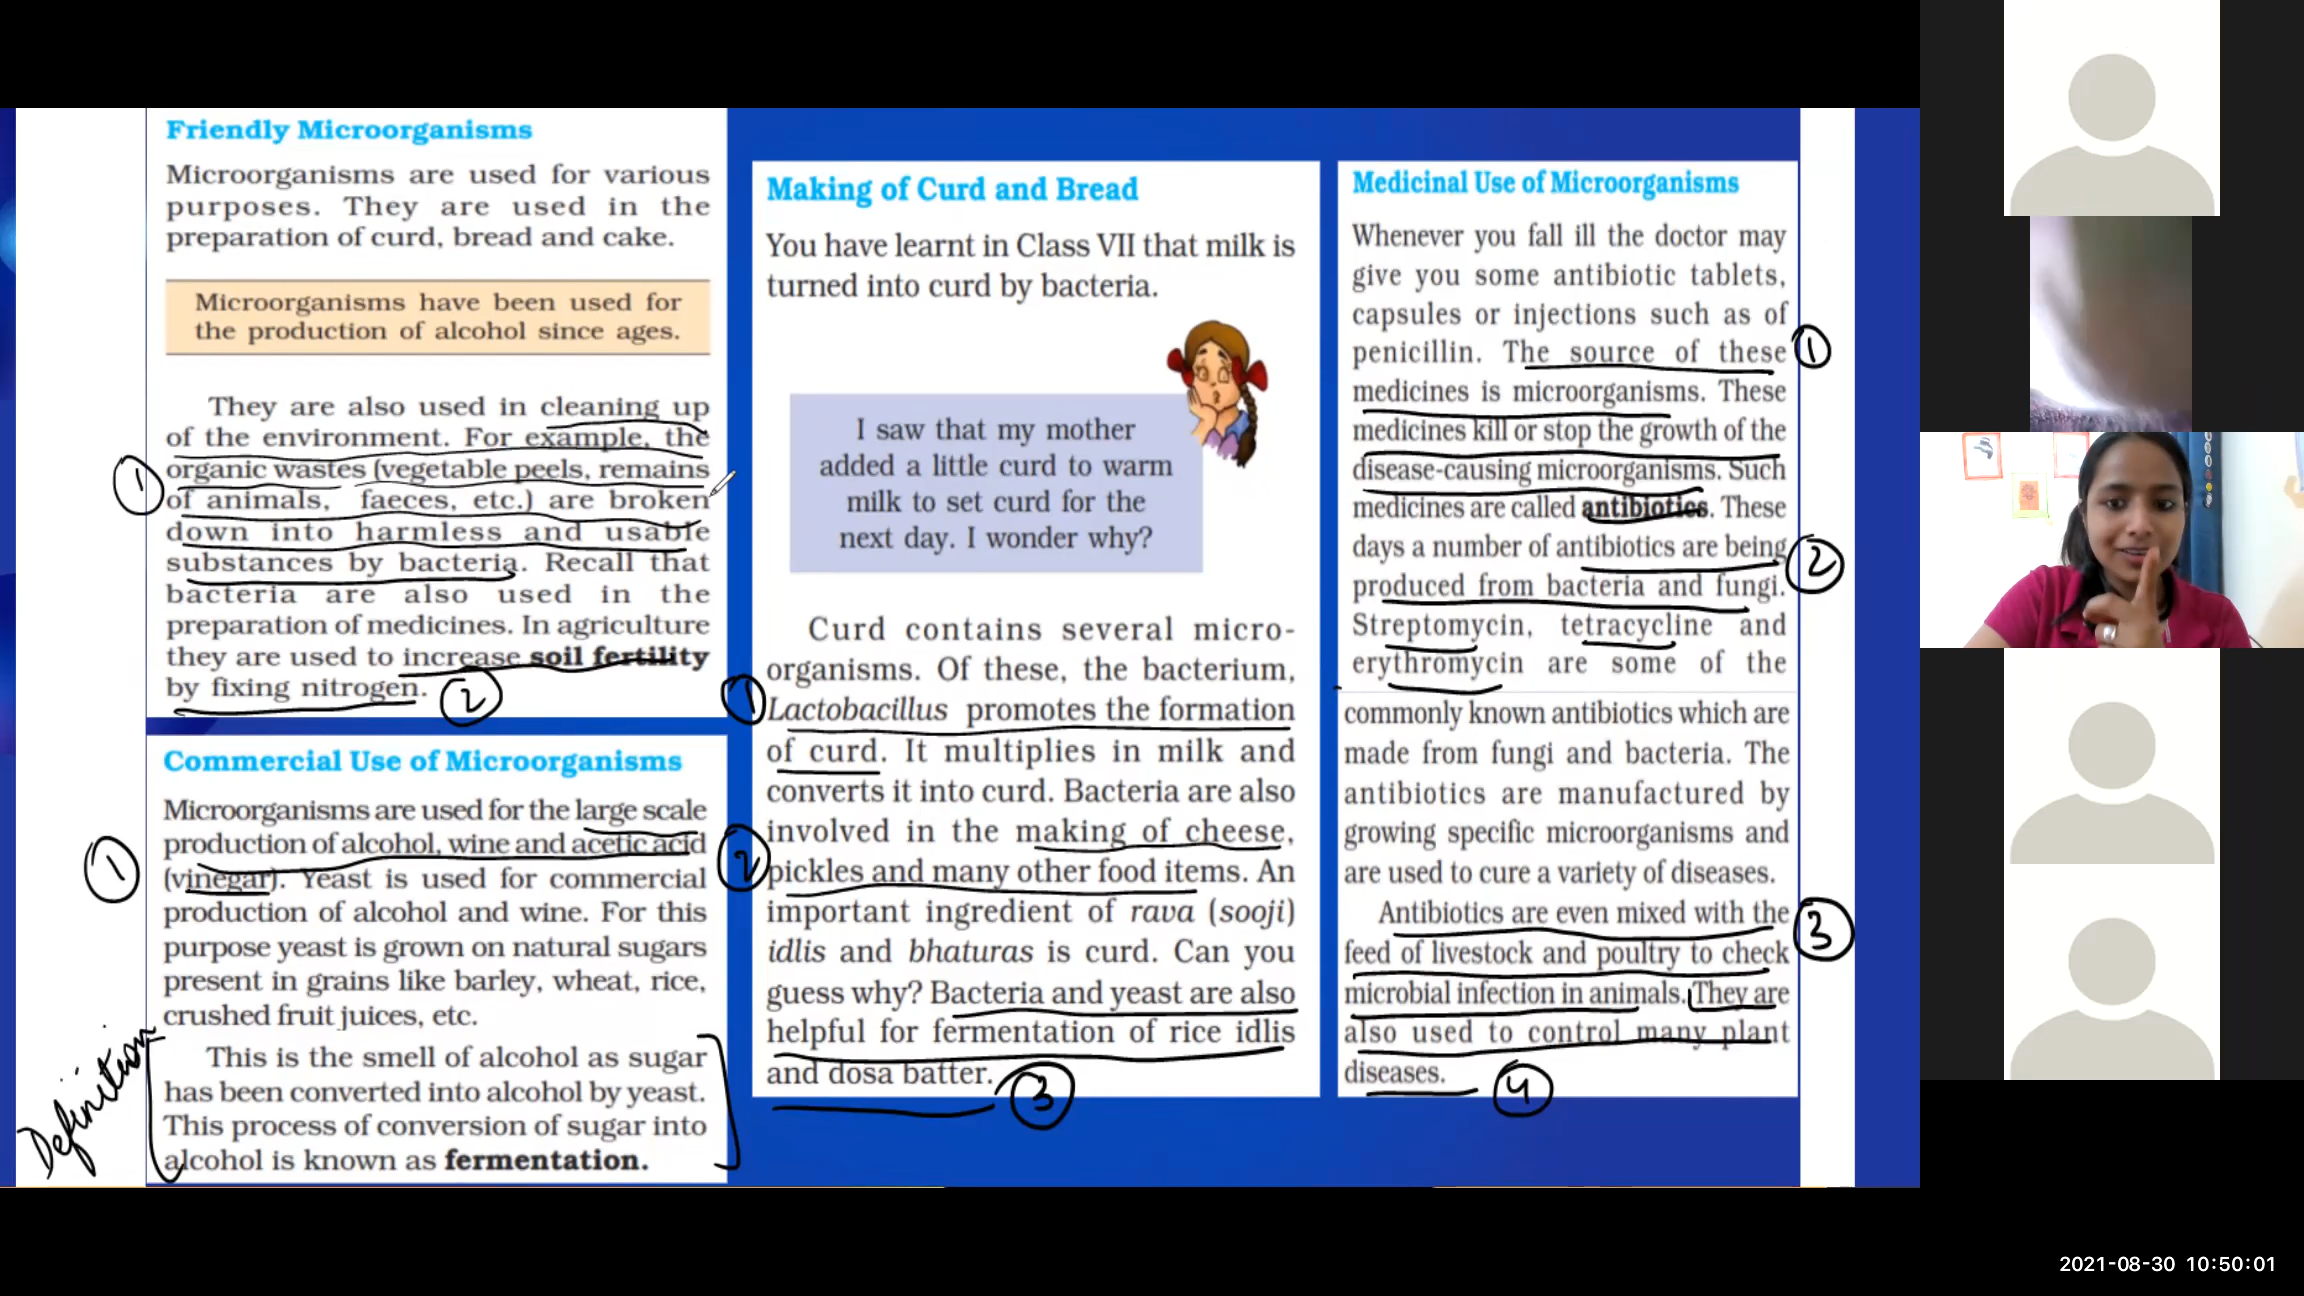 Friendly Microorganisms
Microorganisms are used for various
purposes. They are used in the
preparation of curd, bread and cake.
Microorganisms have been used for
the production of alcohol since ages.
They are also used in cleaning up
of the environment. For example, the
1
organic wastes (vegetable peels, remains
of animals, faeces, etc.) are broken
down into harmless and usable
substances by bacteria. Recall that
bacteria are also used in the
preparation of medicines. In agriculture
they are used to increase soil fertility
by fixing nitrogen. 2
Commercial Use of Microorganisms
Microorganisms are used for the large scale
production of alcohol, wine and acetic acid
1
(vinegar). Yeast is used for commercial
production of alcohol and wine. For this
purpose yeast is grown on natural sugars
present in grains like barley, wheat, rice,
crushed fruit juices, etc.
Definition
This is the smell of alcohol as sugar
has been converted into alcohol by yeast.
This process of conversion of sugar into
alcohol is known as fermentation.
Making of Curd and Bread
You have learnt in Class VII that milk is
turned into curd by bacteria.
I saw that my mother
added a little curd to warm
milk to set curd for the
next day. I wonder why?
Curd contains several micro-
organisms. Of these, the bacterium,
1
Lactobacillus promotes the formation
of curd. It multiplies in milk and
converts it into curd. Bacteria are also
involved in the making of cheese,
2
pickles and many other food items. An
important ingredient of rava (sooji)
idlis and bhaturas is curd. Can you
guess why? Bacteria and yeast are also
helpful for fermentation of rice idlis
and dosa batter. 3
Medicinal Use of Microorganisms
Whenever you fall ill the doctor may
give you some antibiotic tablets,
capsules or injections such as of
penicillin. The source of these 1
medicines is microorganisms. These
medicines kill or stop the growth of the
disease-causing microorganisms. Such
medicines are called antibiotics. These
days a number of antibiotics are being 2
produced from bacteria and fungi.
Streptomycin, tetracycline and
erythromycin are some of the
commonly known antibiotics which are
made from fungi and bacteria. The
antibiotics are manufactured by
growing specific microorganisms and
are used to cure a variety of diseases.
Antibiotics are even mixed with the 3
feed of livestock and poultry to check
microbial infection in animals. They are
also used to control many plant
diseases. 4
2021-08-30 10:50:01